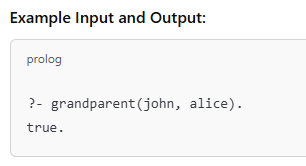 Example Input and Output:
prolog
?- grandparent(john, alice).
true.